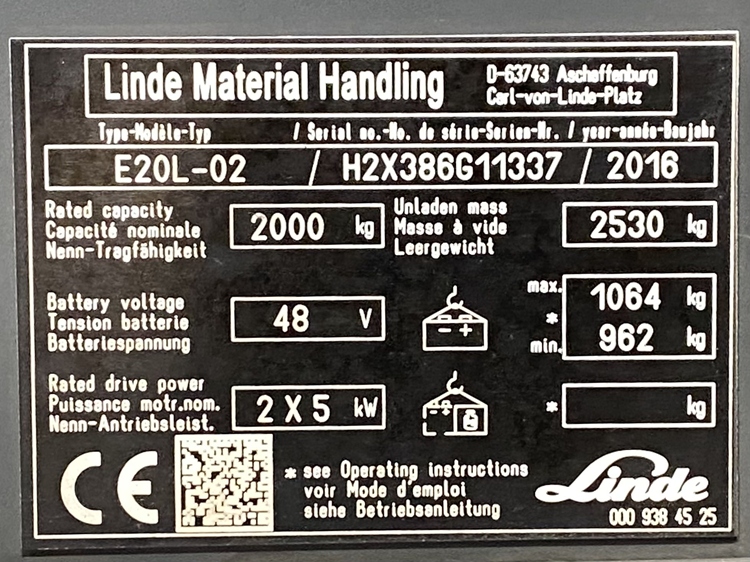 Linde Material Handling
D-63743 Aschaffenburg
Carl-von-Linde-Platz
Type-Modèle-Typ / Serial no.-No. de série-Serien-Nr. / year-année-Baujahr
E20L-02 / H2X386G11337 / 2016
Rated capacity
Capacité nominale
Nenn-Tragfähigkeit
2000 kg
Unladen mass
Masse à vide
Leergewicht
2530 kg
Battery voltage
Tension batterie
Batteriespannung
48 V
- +
max. 1064 kg
*
min. 962 kg
Rated drive power
Puissance motr.nom.
Nenn-Antriebsleist.
2 X 5 kW
- +
* kg
CE
* see Operating instructions
voir Mode d'emploi
siehe Betriebsanleitung
Linde
000 938 45 25